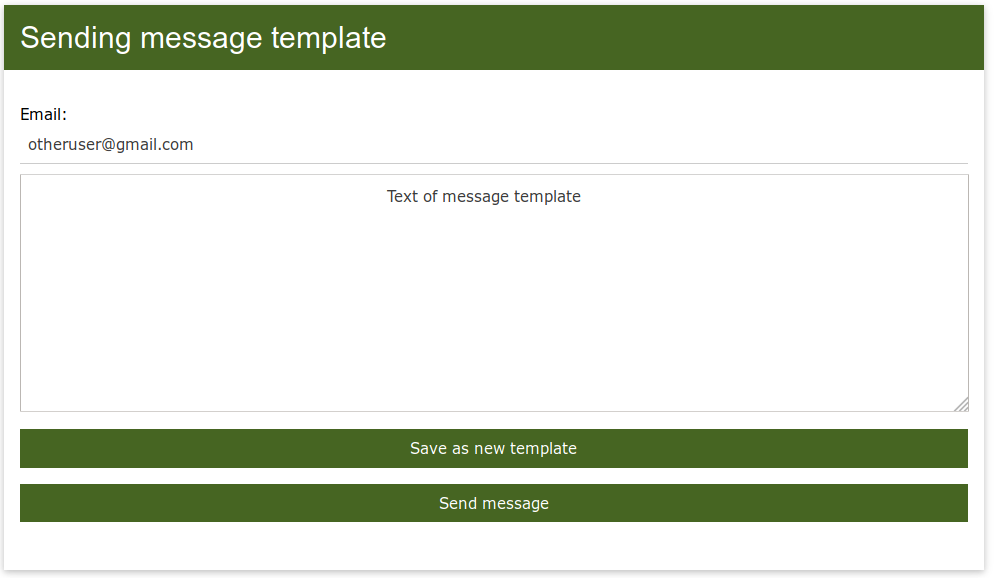 Sending message template
Email:
otheruser@gmail.com
Text of message template
Save as new template
Send message